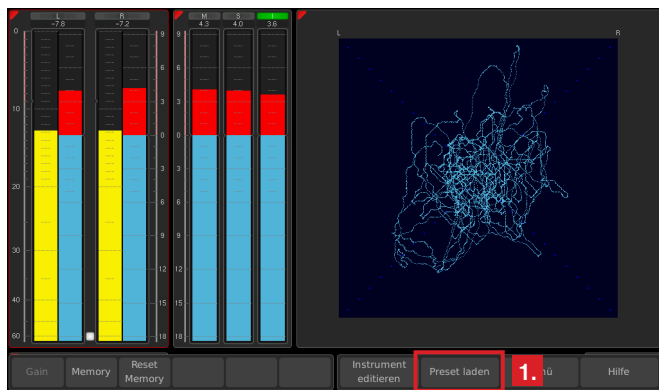 L R M S I
-7.8 -7.2 4.3 4.0 3.6
0 9 9
6 6
10 3 3
0 0
20 3 3
6 6
30 9 9
12 12
40 15 15
60 18 18
L R
Gain
Memory
Reset
Memory
Instrument
editieren
Preset laden
1.
Hilfe